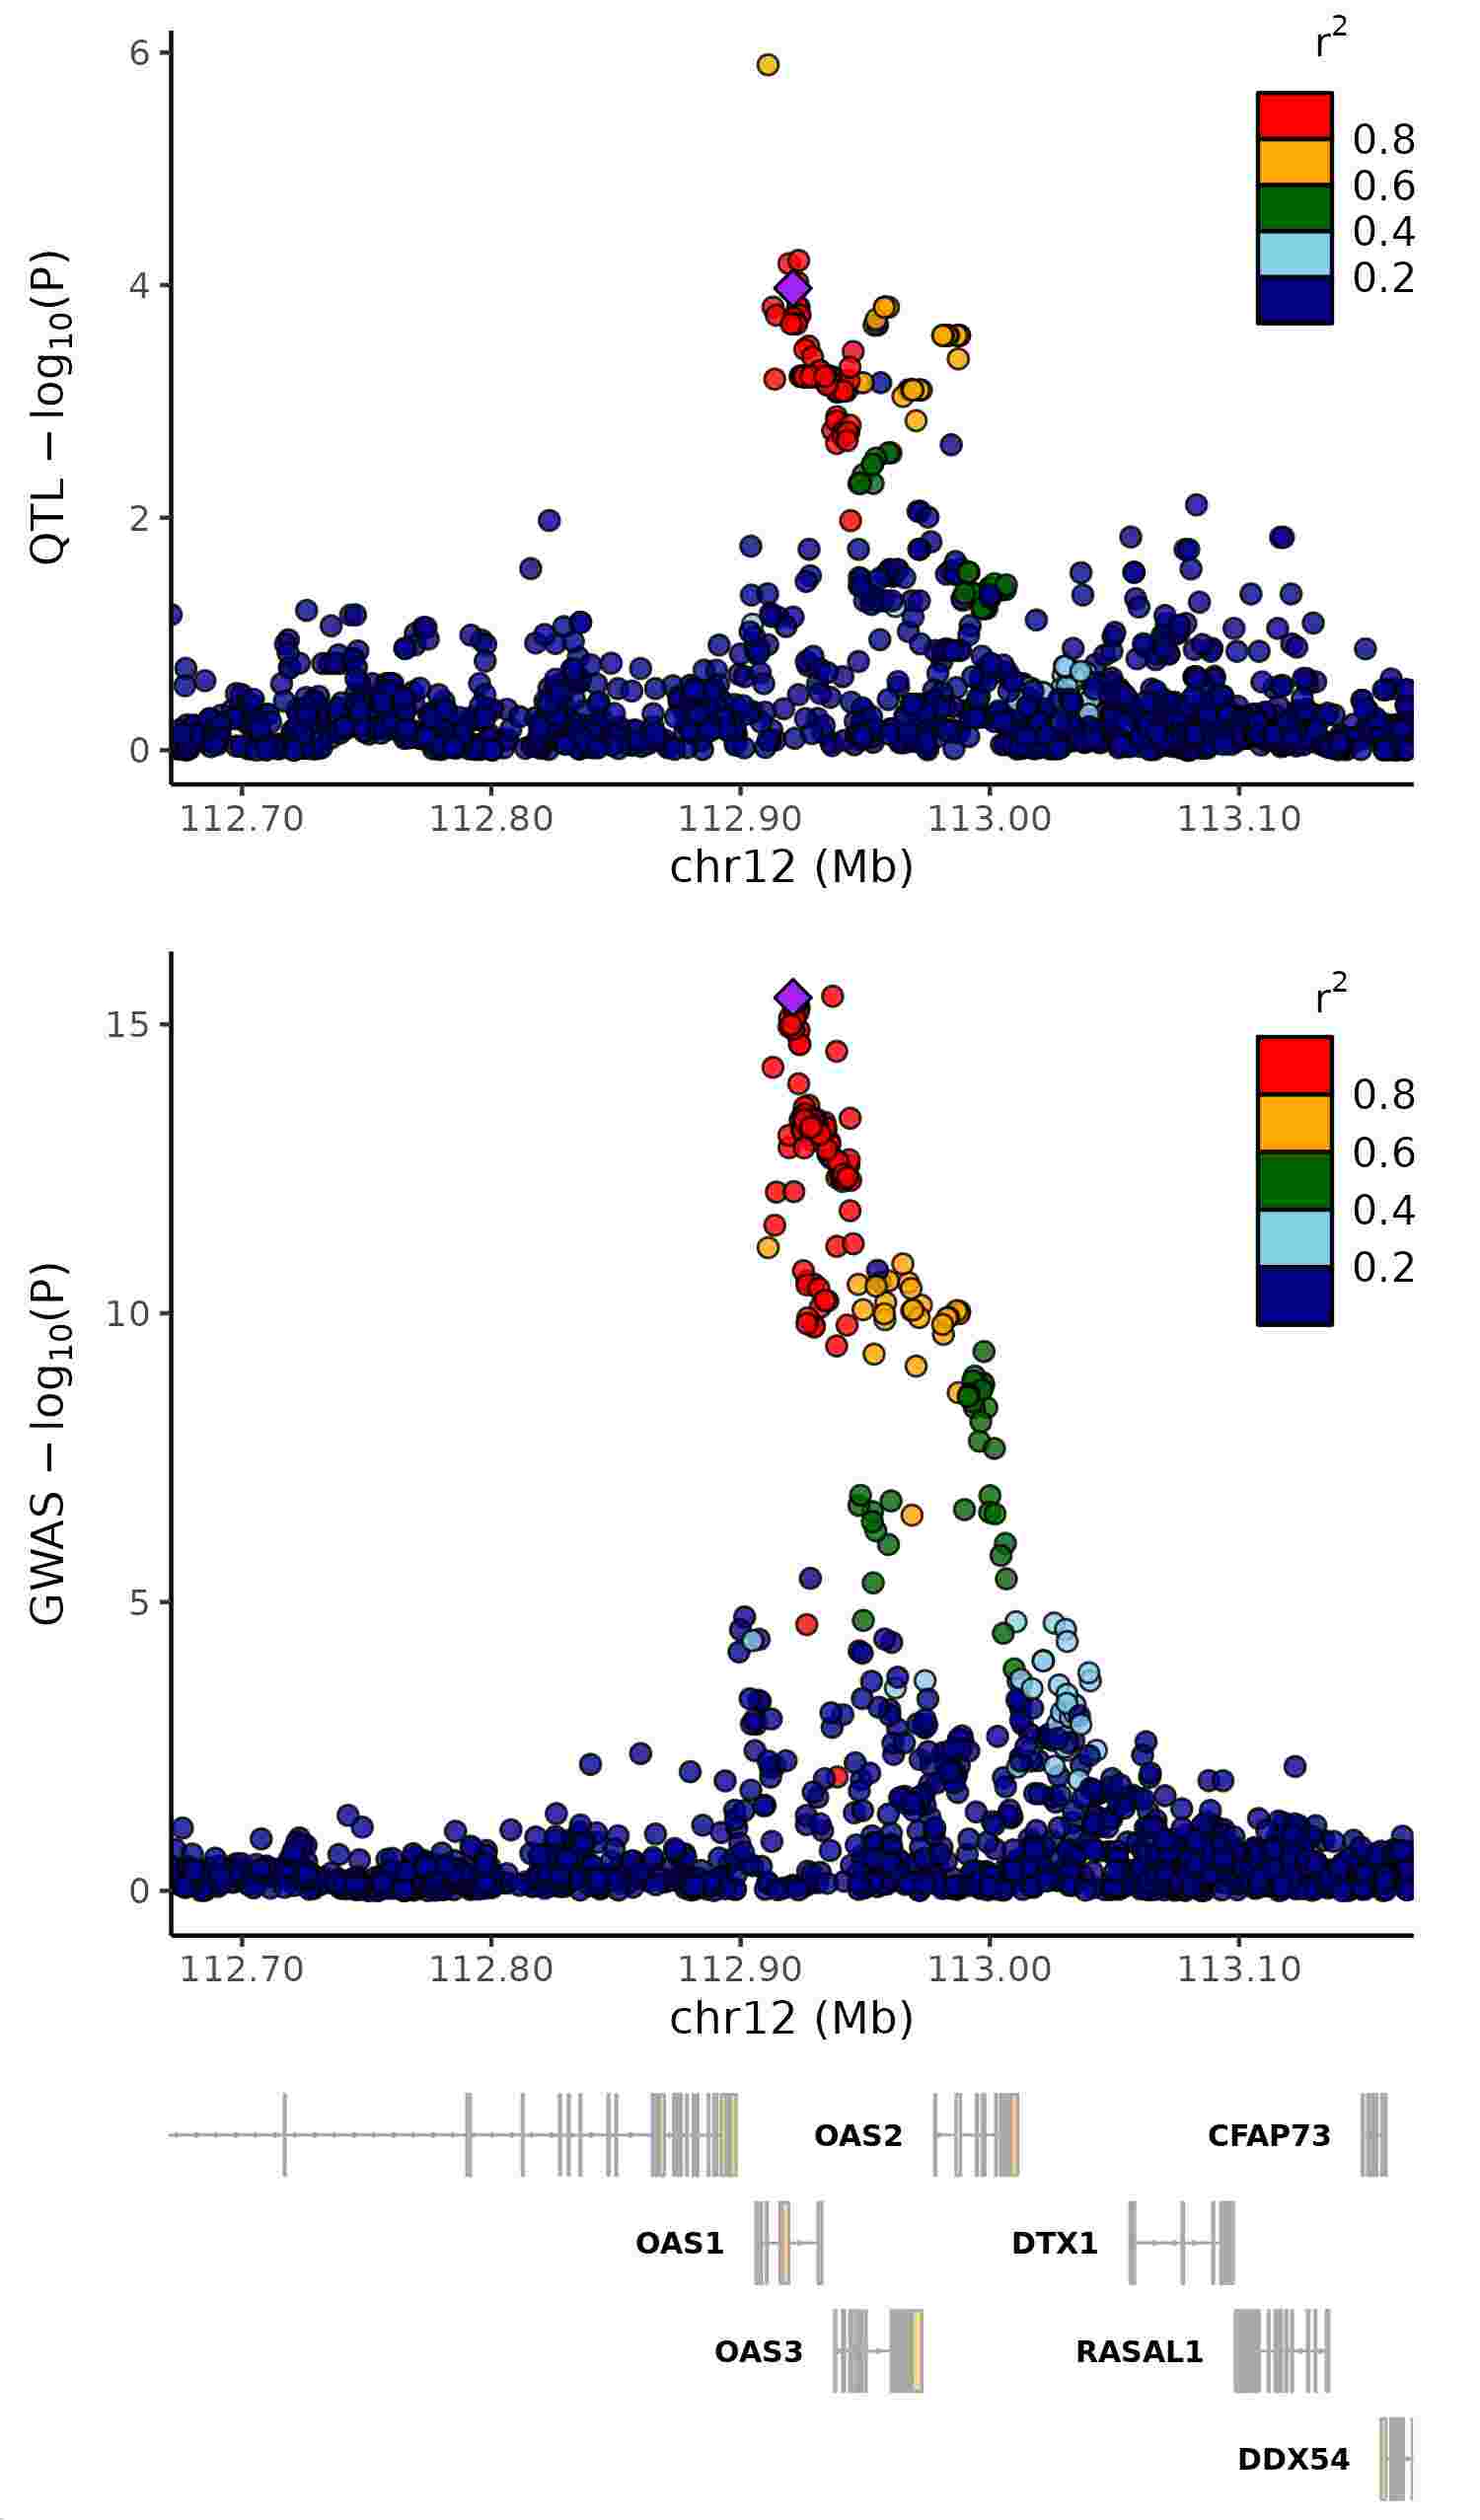 r²
6
0.8
0.6
0.4
0.2
4
2
0
QTL −log₁₀(P)
112.70 112.80 112.90 113.00 113.10
chr12 (Mb)
r²
15
0.8
0.6
0.4
0.2
10
5
0
GWAS −log₁₀(P)
112.70 112.80 112.90 113.00 113.10
chr12 (Mb)
OAS2 CFAP73
OAS1 DTX1
OAS3 RASAL1
DDX54